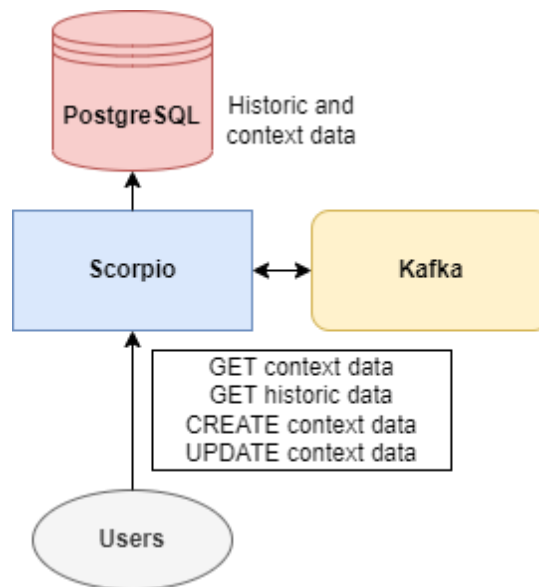 PostgreSQL
Historic and
context data
Scorpio
Kafka
GET context data
GET historic data
CREATE context data
UPDATE context data
Users